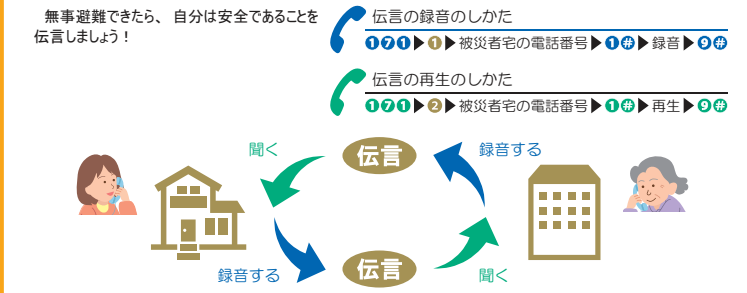 無事避難できたら、自分は安全であることを
伝言しましょう！
伝言の録音のしかた
171▶1▶被災者宅の電話番号▶1#▶録音▶9#
伝言の再生のしかた
171▶2▶被災者宅の電話番号▶1#▶再生▶9#
聞く
伝言
録音する
録音する
伝言
聞く